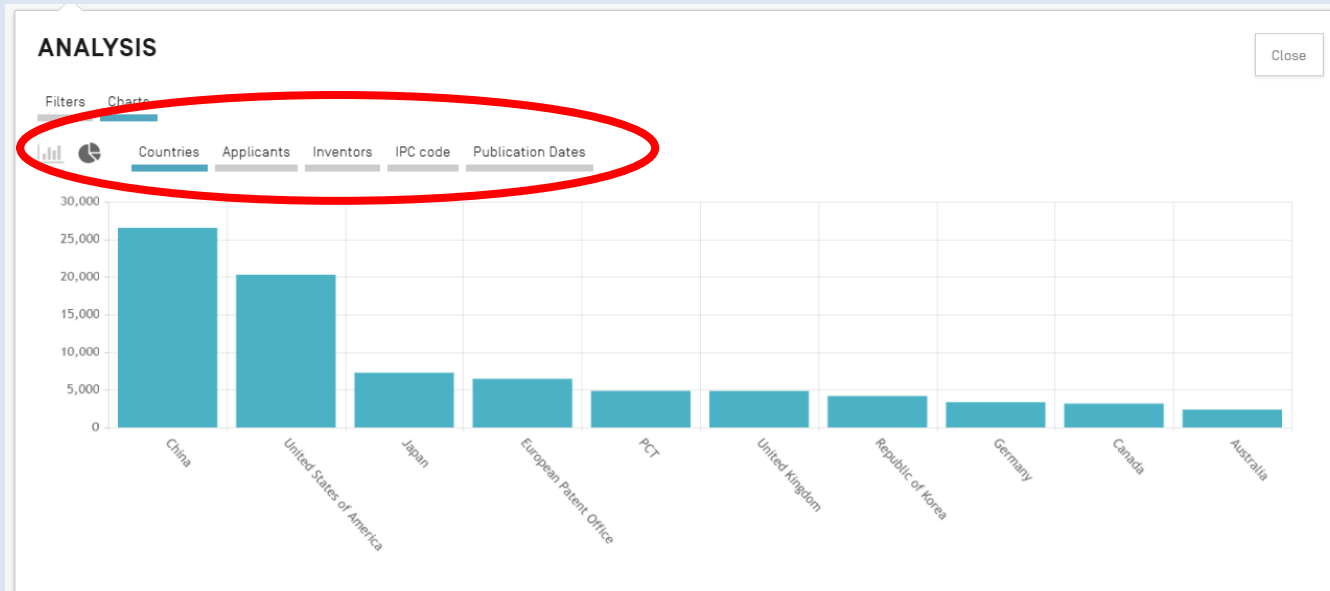 ANALYSIS
Close
Filters Charts
Countries Applicants Inventors IPC code Publication Dates
30,000
25,000
20,000
15,000
10,000
5,000
0
China
United States of America
Japan
European Patent Office
PCT
United Kingdom
Republic of Korea
Germany
Canada
Australia